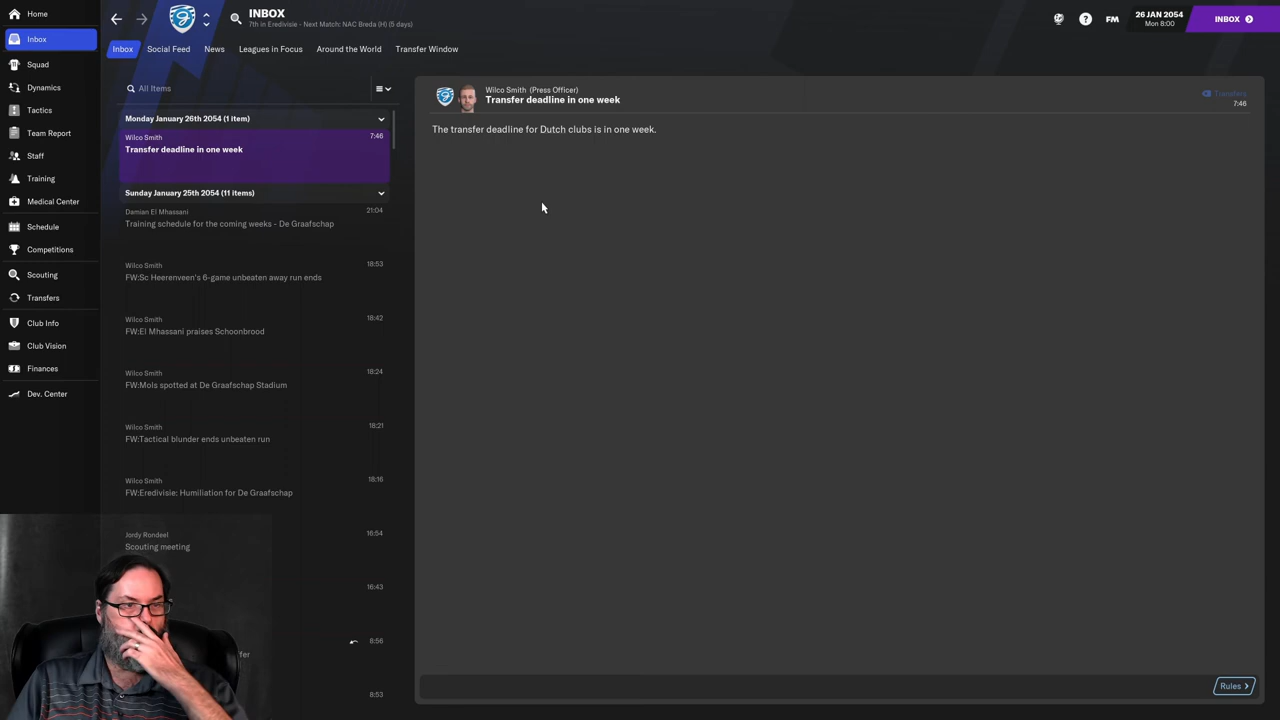 Home
Inbox
Squad
Dynamics
Tactics
Team Report
Staff
Training
Medical Center
Schedule
Competitions
Scouting
Transfers
Club Info
Club Vision
Finances
Dev. Center
INBOX
7th in Eredivisie - Next Match: NAC Breda (H) (5 days)
FM
26 JAN 2054
Mon 8:00
INBOX
Inbox
Social Feed
News
Leagues in Focus
Around the World
Transfer Window
All Items
Monday January 26th 2054 (1 item)
Wilco Smith 7:46
Transfer deadline in one week
Sunday January 25th 2054 (11 items)
Damian El Mhassani 21:04
Training schedule for the coming weeks - De Graafschap
Wilco Smith 18:53
FW:Sc Heerenveen's 6-game unbeaten away run ends
Wilco Smith 18:42
FW:El Mhassani praises Schoonbrood
Wilco Smith 18:24
FW:Mols spotted at De Graafschap Stadium
Wilco Smith 18:21
FW:Tactical blunder ends unbeaten run
Wilco Smith 18:16
FW:Eredivisie: Humiliation for De Graafschap
Jordy Rondeel 16:54
Scouting meeting
16:43
8:56
fer
8:53
Wilco Smith (Press Officer)
Transfer deadline in one week
Transfers
7:46
The transfer deadline for Dutch clubs is in one week.
Rules